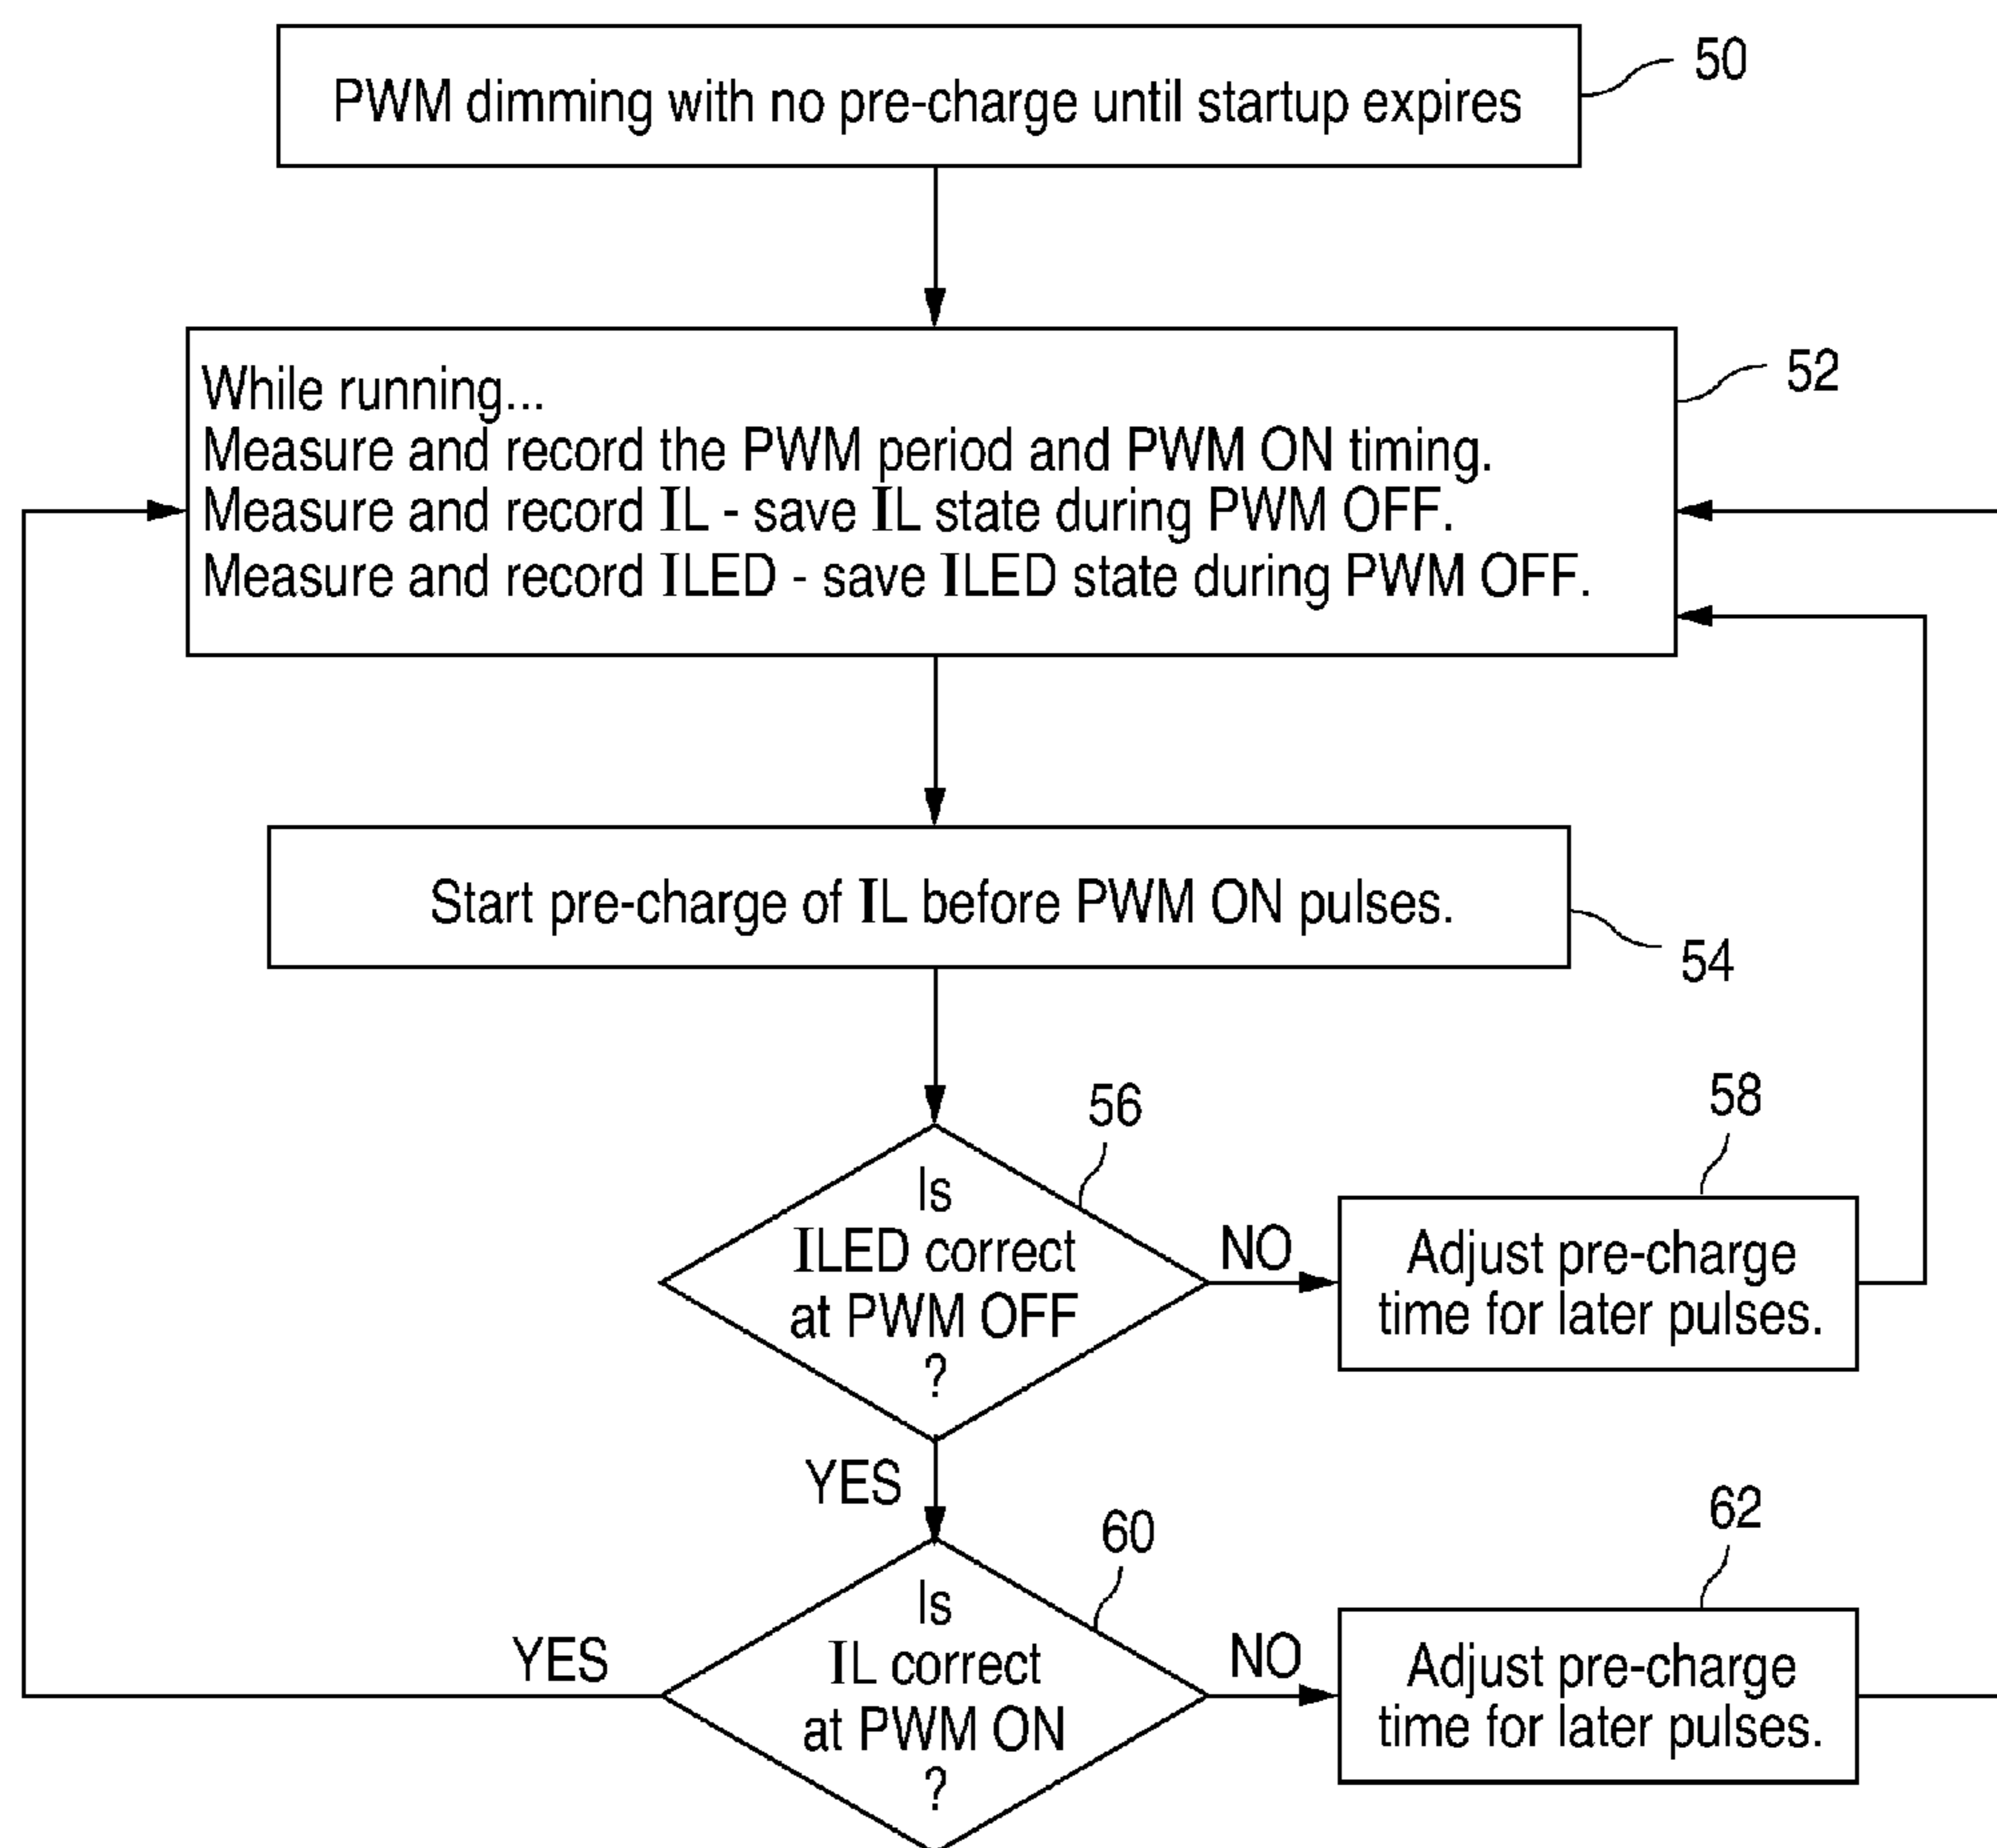 PWM dimming with no pre-charge until startup expires
50
While running...
Measure and record the PWM period and PWM ON timing.
Measure and record IL - save IL state during PWM OFF.
Measure and record ILED - save ILED state during PWM OFF.
52
Start pre-charge of IL before PWM ON pulses.
54
56
Is
ILED correct
at PWM OFF
?
NO
58
Adjust pre-charge
time for later pulses.
YES
60
Is
IL correct
at PWM ON
?
YES
NO
62
Adjust pre-charge
time for later pulses.